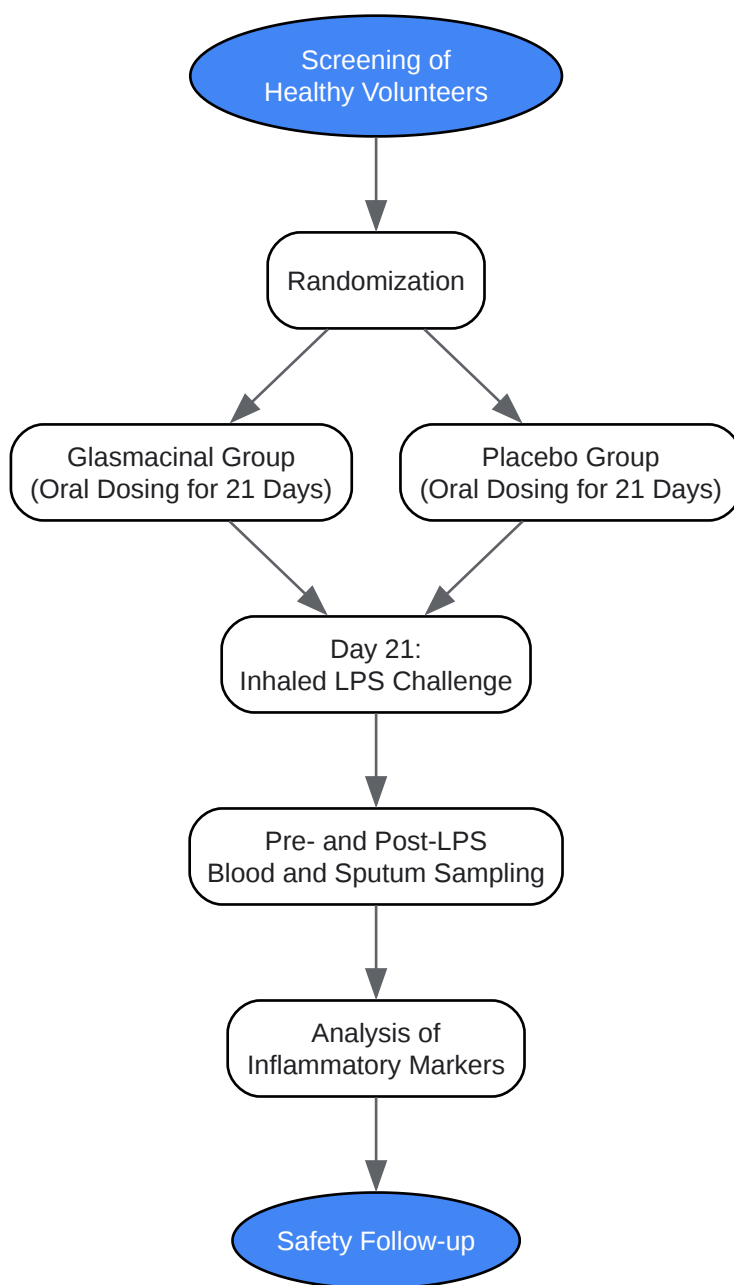 Screening of
Healthy Volunteers
Randomization
Glasmacinal Group
(Oral Dosing for 21 Days)
Placebo Group
(Oral Dosing for 21 Days)
Day 21:
Inhaled LPS Challenge
Pre- and Post-LPS
Blood and Sputum Sampling
Analysis of
Inflammatory Markers
Safety Follow-up